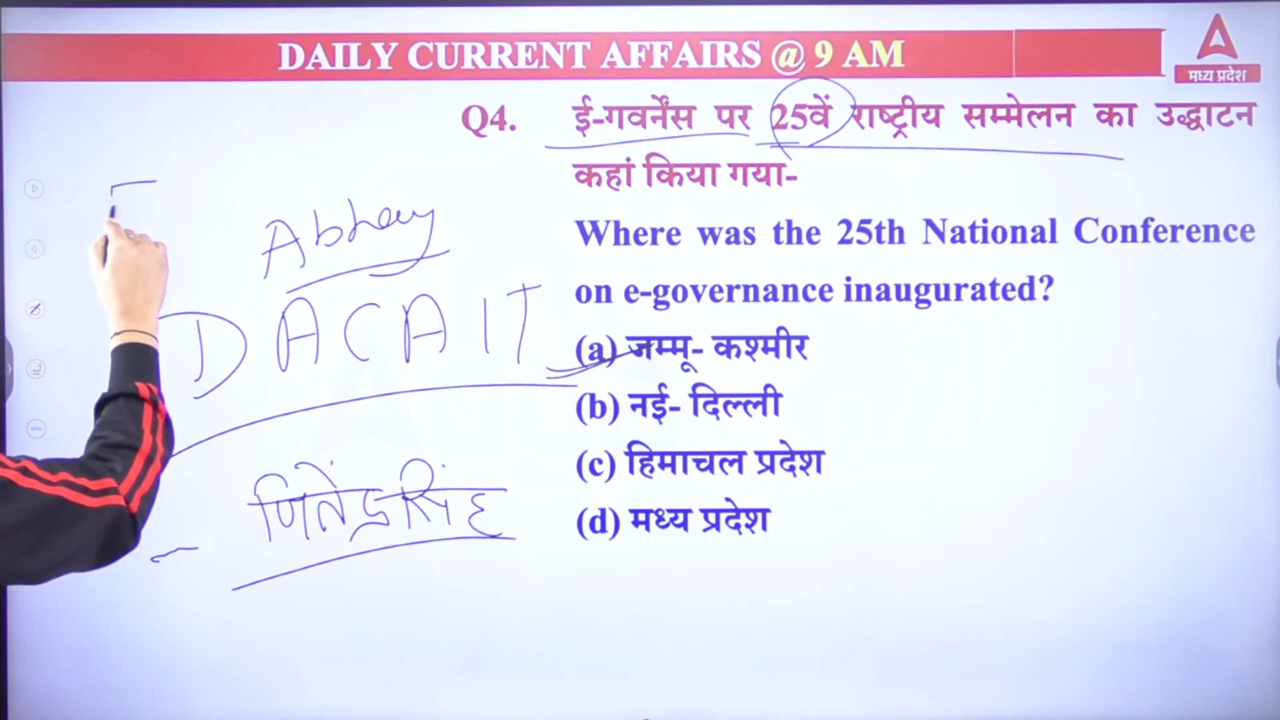 DAILY CURRENT AFFAIRS @ 9 AM
मध्य प्रदेश
Q4. ई-गवर्नेंस पर 25वें राष्ट्रीय सम्मेलन का उद्घाटन
कहां किया गया-
Where was the 25th National Conference
on e-governance inaugurated?
(a) जम्मू- कश्मीर
(b) नई- दिल्ली
(c) हिमाचल प्रदेश
(d) मध्य प्रदेश
Abhay
DACAIT
जितेंद्र सिंह